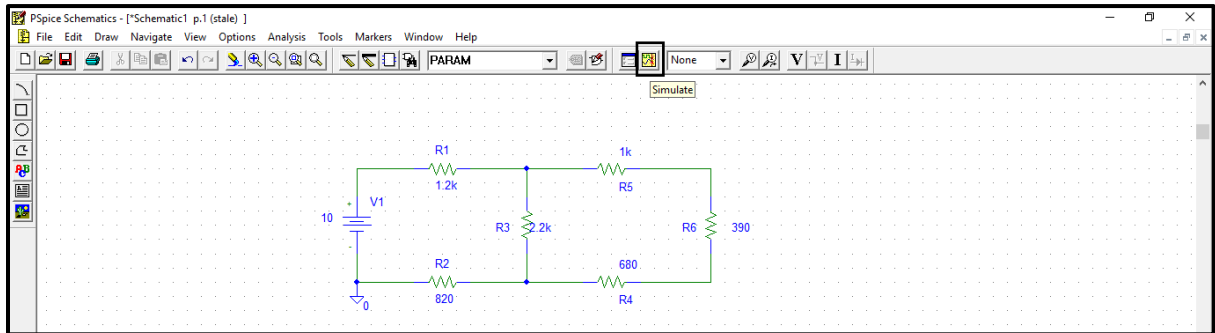 PSpice Schematics - [*Schematic1 p.1 (stale) ]
File Edit Draw Navigate View Options Analysis Tools Markers Window Help
PARAM None V V I I
Simulate
R1 1k
1.2k R5
+ V1
10 R3 2.2k R6 390
-
R2 680
820 R4
0